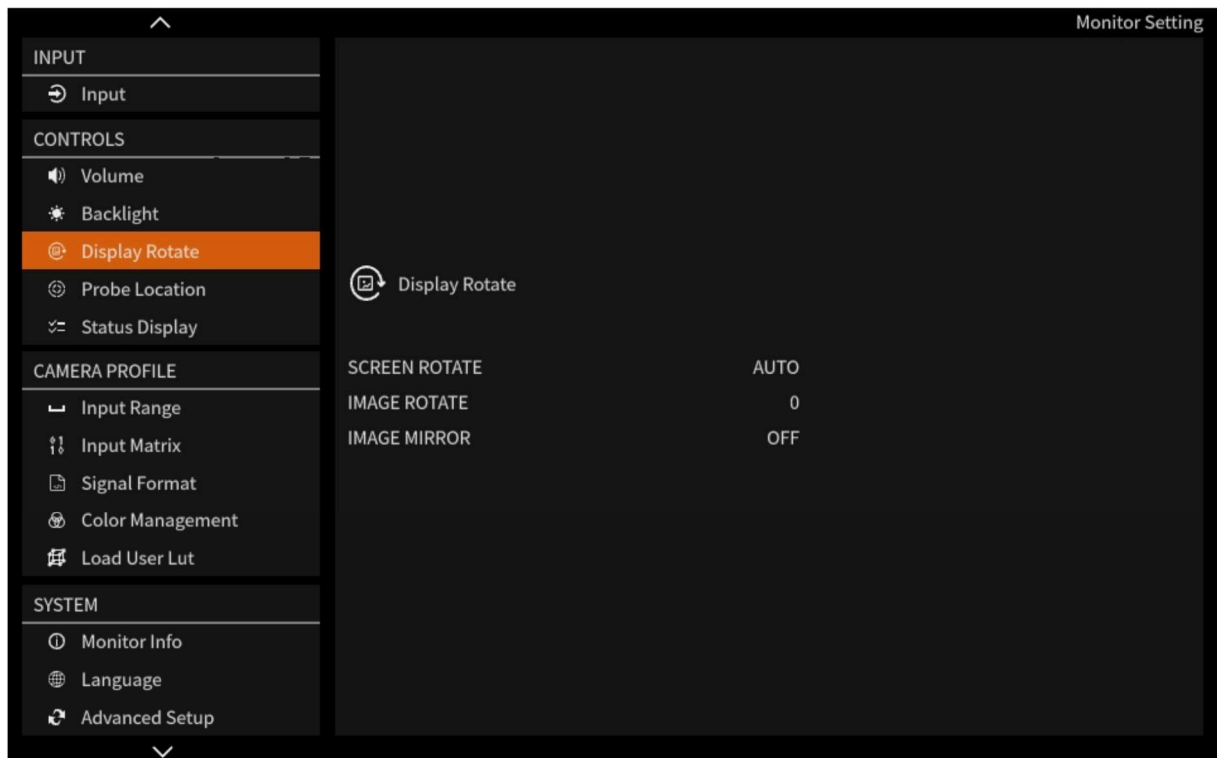 Monitor Setting
INPUT
Input
CONTROLS
Volume
Backlight
Display Rotate
Probe Location
Status Display
CAMERA PROFILE
Input Range
Input Matrix
Signal Format
Color Management
Load User Lut
SYSTEM
Monitor Info
Language
Advanced Setup
Display Rotate
SCREEN ROTATE AUTO
IMAGE ROTATE 0
IMAGE MIRROR OFF